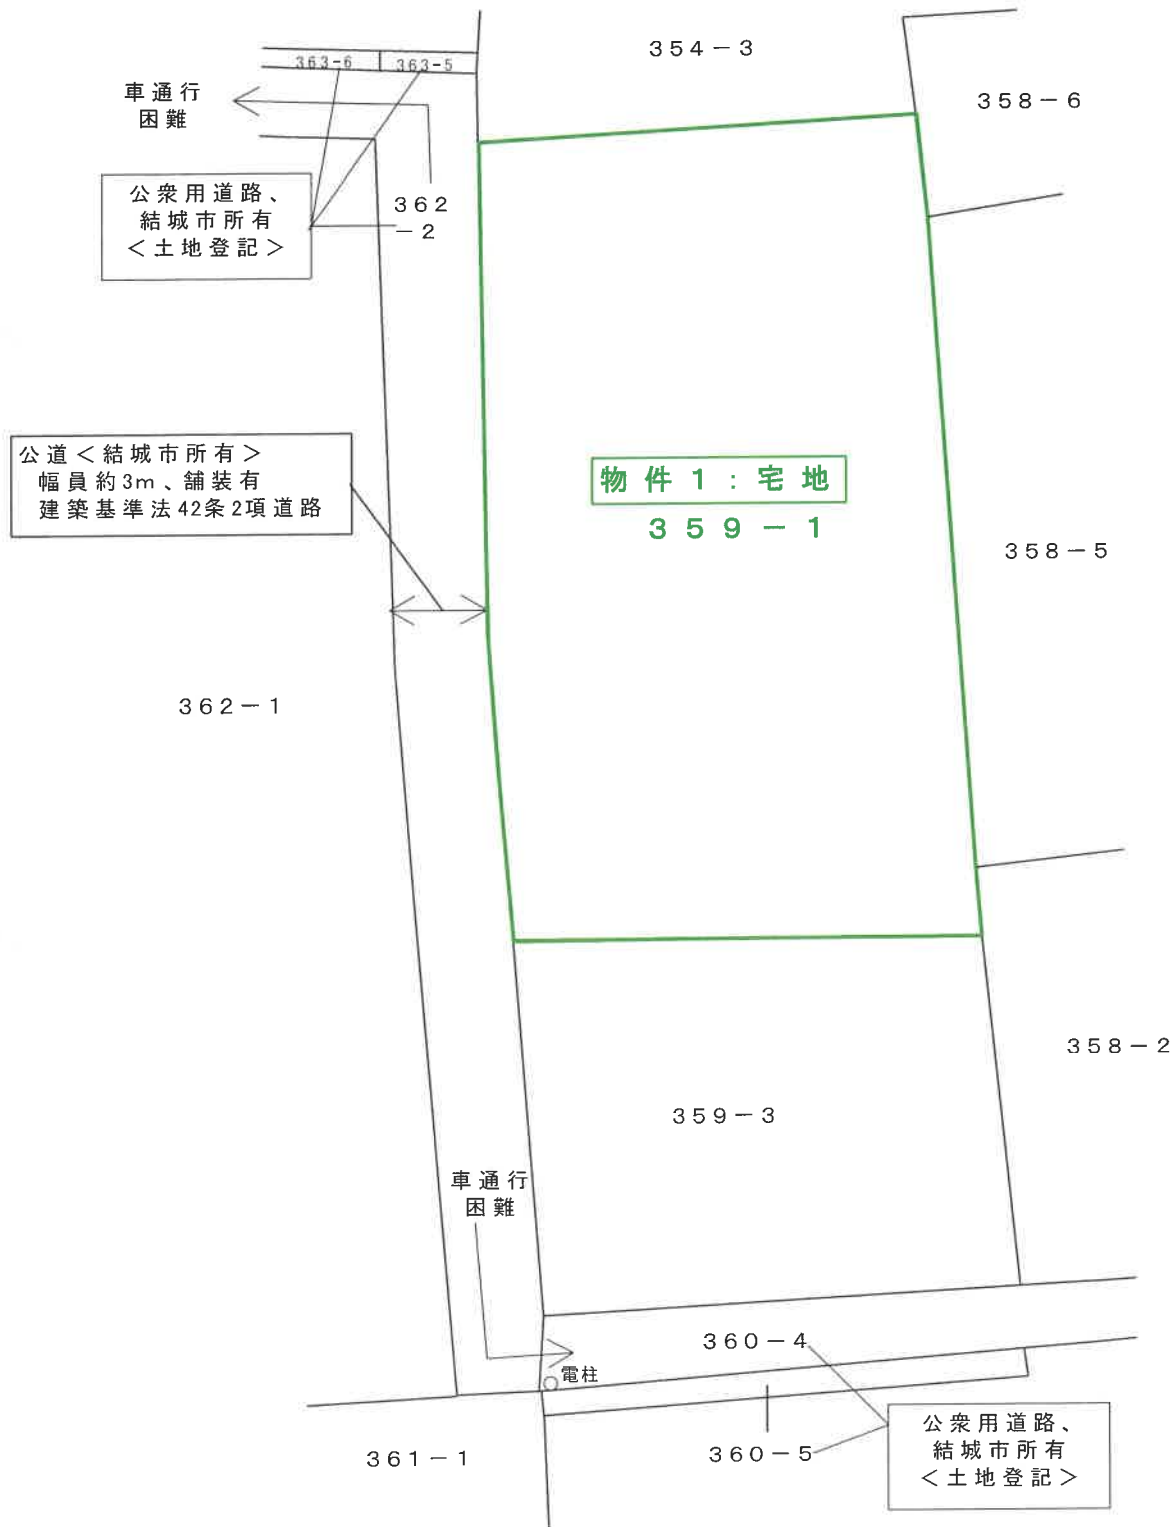 354-3
363-6
363-5
車通行
困難
358-6
公衆用道路、
結城市所有
<土地登記>
362
-2
公道<結城市所有>
幅員約3m、舗装有
建築基準法42条2項道路
物件1:宅地
359-1
358-5
362-1
358-2
359-3
車通行
困難
360-4
電柱
公衆用道路、
結城市所有
<土地登記>
361-1
360-5